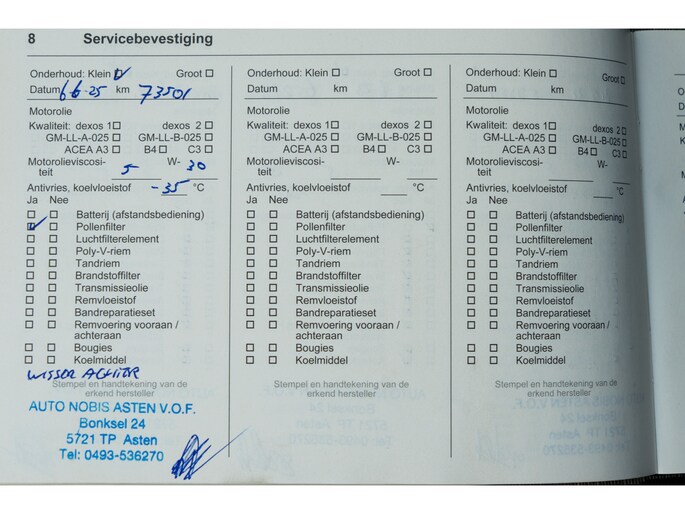 8 Servicebevestiging
Onderhoud: Klein Groot
Datum 6-6-25 km 73501
Motorolie
Kwaliteit: dexos 1 dexos 2
GM-LL-A-025 GM-LL-B-025
ACEA A3 B4 C3
Motorolieviscosi-
teit 5 W- 30
Antivries, koelvloeistof -35 °C
Ja Nee
Batterij (afstandsbediening)
Pollenfilter
Luchtfilterelement
Poly-V-riem
Tandriem
Brandstoffilter
Transmissieolie
Remvloeistof
Bandreparatieset
Remvoering vooraan /
achteraan
Bougies
Koelmiddel
WISSER ACHTER
Stempel en handtekening van de
erkend hersteller
AUTO NOBIS ASTEN V.O.F.
Bonksel 24
5721 TP Asten
Tel: 0493-536270
Onderhoud: Klein Groot
Datum km
Motorolie
Kwaliteit: dexos 1 dexos 2
GM-LL-A-025 GM-LL-B-025
ACEA A3 B4 C3
Motorolieviscosi-
teit W-
Antivries, koelvloeistof °C
Ja Nee
Batterij (afstandsbediening)
Pollenfilter
Luchtfilterelement
Poly-V-riem
Tandriem
Brandstoffilter
Transmissieolie
Remvloeistof
Bandreparatieset
Remvoering vooraan /
achteraan
Bougies
Koelmiddel
Stempel en handtekening van de
erkend hersteller
Onderhoud: Klein Groot
Datum km
Motorolie
Kwaliteit: dexos 1 dexos 2
GM-LL-A-025 GM-LL-B-025
ACEA A3 B4 C3
Motorolieviscosi-
teit W-
Antivries, koelvloeistof °C
Ja Nee
Batterij (afstandsbediening)
Pollenfilter
Luchtfilterelement
Poly-V-riem
Tandriem
Brandstoffilter
Transmissieolie
Remvloeistof
Bandreparatieset
Remvoering vooraan /
achteraan
Bougies
Koelmiddel
Stempel en handtekening van de
erkend hersteller